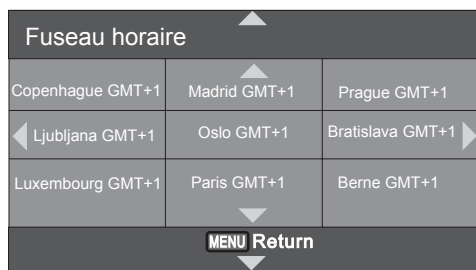 Fuseau horaire
Copenhague GMT+1 Madrid GMT+1 Prague GMT+1
Ljubljana GMT+1 Oslo GMT+1 Bratislava GMT+1
Luxembourg GMT+1 Paris GMT+1 Berne GMT+1
MENU Return